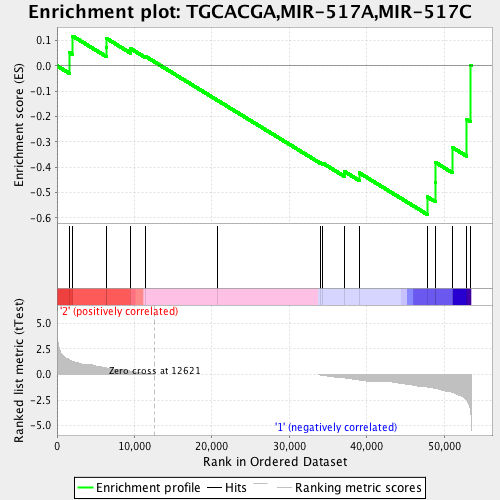 Enrichment plot: TGCACGA,MIR-517A,MIR-517C
Enrichment score (ES)
0.1
0.0
-0.1
-0.2
-0.3
-0.4
-0.5
-0.6
'2' (positively correlated)
Ranked list metric (tTest)
5.0
2.5
0.0
-2.5
-5.0
Zero cross at 12621
'1' (negatively correlated)
0 10,000 20,000 30,000 40,000 50,000
Rank in Ordered Dataset
Enrichment profile Hits Ranking metric scores